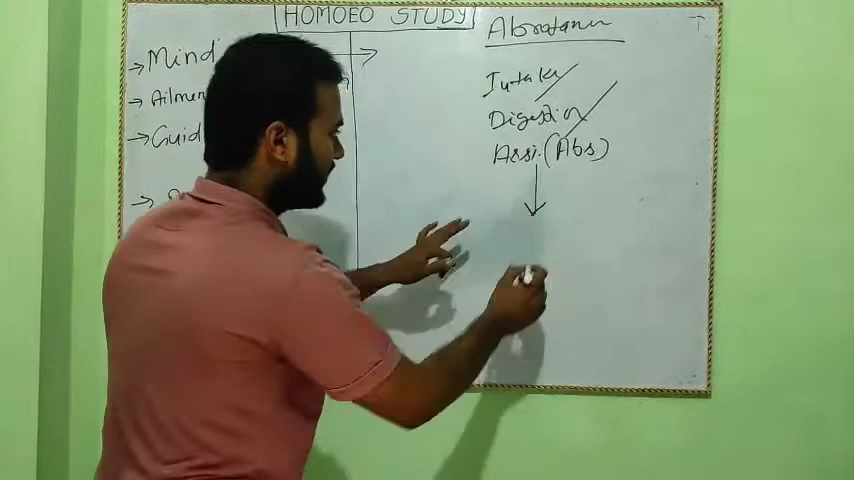 HOMOEO STUDY
→ Mind
→ Ailmen
→ Guid
→
Abrotanum
Intake
Digestion
Assi. (Abs)